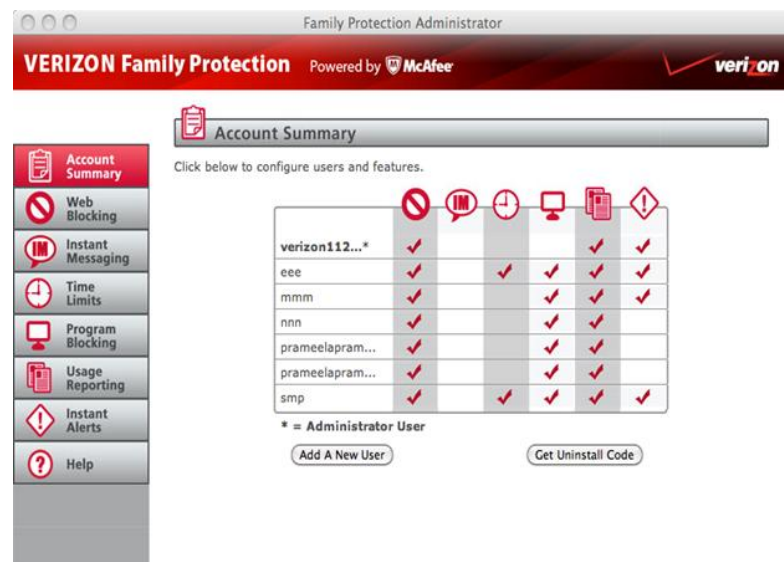 Family Protection Administrator
VERIZON Family Protection Powered by McAfee verizon
Account Summary
Click below to configure users and features.
Account
Summary
Web
Blocking
IM Instant
Messaging
Time
Limits
Program
Blocking
Usage
Reporting
Instant
Alerts
? Help
IM
verizon112...*
eee
mmm
nnn
prameelapram...
prameelapram...
smp
* = Administrator User
Add A New User Get Uninstall Code